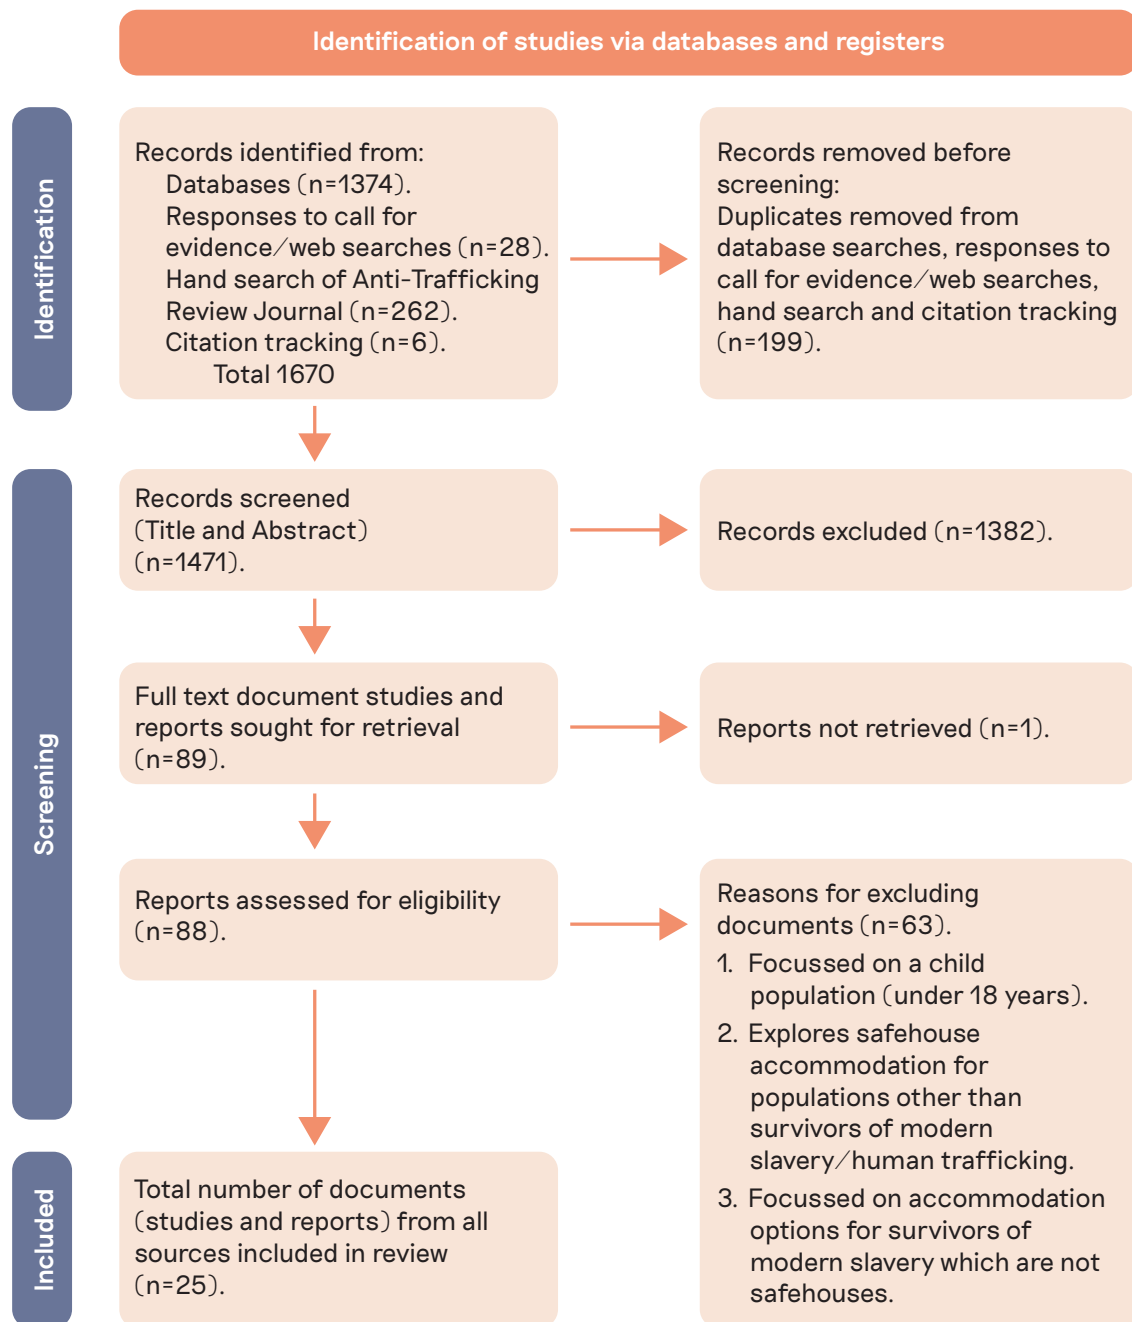 Identification of studies via databases and registers
Identification
Records identified from:
Databases (n=1374).
Responses to call for
evidence/web searches (n=28).
Hand search of Anti-Trafficking
Review Journal (n=262).
Citation tracking (n=6).
Total 1670
Records removed before
screening:
Duplicates removed from
database searches, responses to
call for evidence/web searches,
hand search and citation tracking
(n=199).
Screening
Records screened
(Title and Abstract)
(n=1471).
Records excluded (n=1382).
Full text document studies and
reports sought for retrieval
(n=89).
Reports not retrieved (n=1).
Reports assessed for eligibility
(n=88).
Reasons for excluding
documents (n=63).
1. Focussed on a child
population (under 18 years).
2. Explores safehouse
accommodation for
populations other than
survivors of modern
slavery/human trafficking.
3. Focussed on accommodation
options for survivors of
modern slavery which are not
safehouses.
Included
Total number of documents
(studies and reports) from all
sources included in review
(n=25).